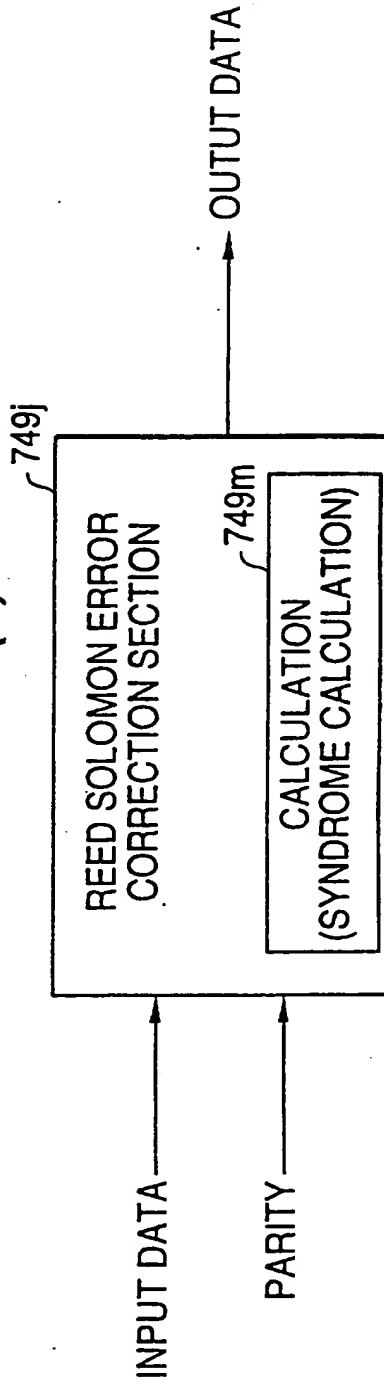 749j
REED SOLOMON ERROR
CORRECTION SECTION
749m
CALCULATION
(SYNDROME CALCULATION)
INPUT DATA
PARITY
OUTUT DATA